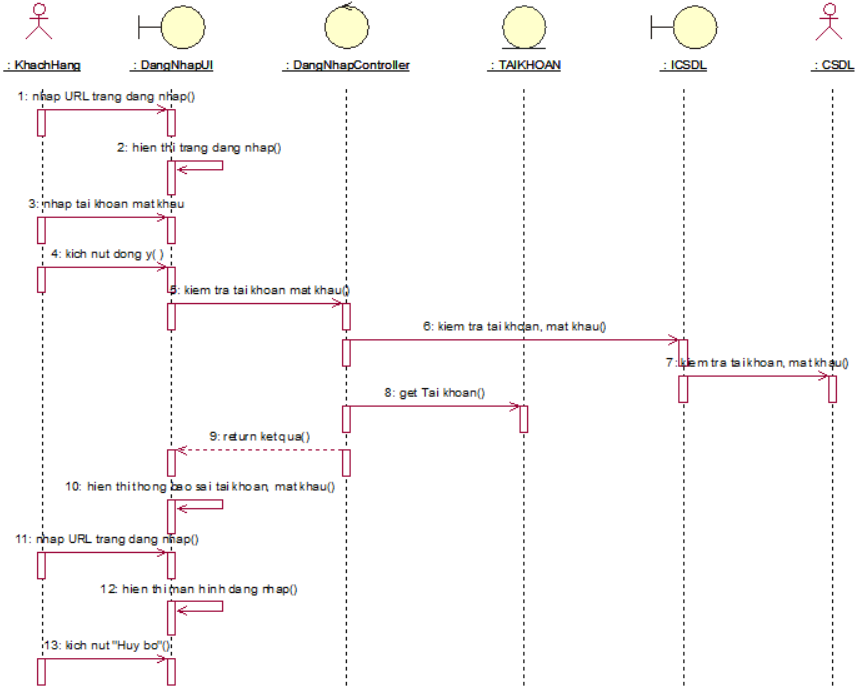 : KhachHang
: DangNhapUI
: DangNhapController
: TAIKHOAN
: ICSDL
: CSDL
1: nhap URL trang dang nhap()
2: hien thi trang dang nhap()
3: nhap tai khoan mat khau
4: kich nut dong y( )
5: kiem tra tai khoan mat khau()
6: kiem tra tai khoan, mat khau()
7: kiem tra tai khoan, mat khau()
8: get Tai khoan()
9: return ket qua()
10: hien thi thong bao sai tai khoan, mat khau()
11: nhap URL trang dang nhap()
12: hien thi man hinh dang nhap()
13: kich nut "Huy bo"()